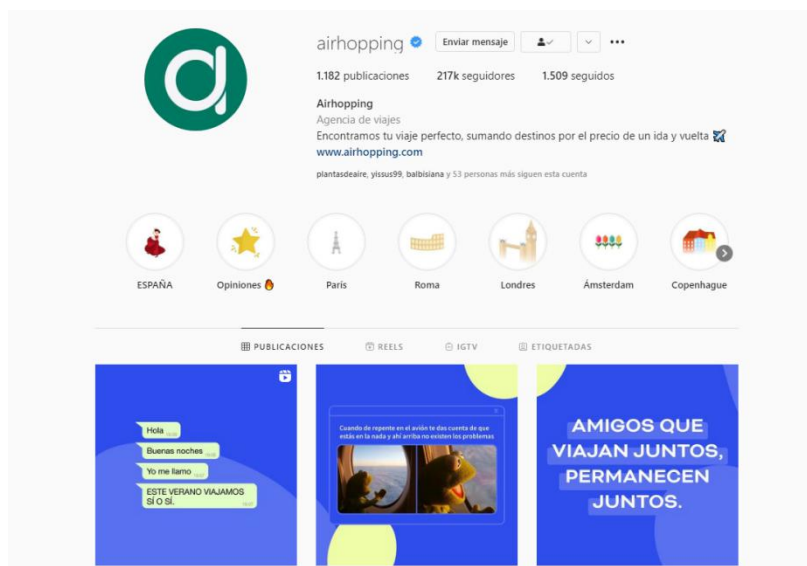 airhopping
Enviar mensaje
1.182 publicaciones 217k seguidores 1.509 seguidos
Airhopping
Agencia de viajes
Encontramos tu viaje perfecto, sumando destinos por el precio de un ida y vuelta
www.airhopping.com
plantasdeaire, yissus99, balbisiana y 53 personas más siguen esta cuenta
ESPAÑA Opiniones Paris Roma Londres Ámsterdam Copenhague
PUBLICACIONES REELS IGTV ETIQUETADAS
Hola
Buenas noches
Yo me llamo
ESTE VERANO VIAJAMOS
SÍ O SÍ.
Cuando de repente en el avión te das cuenta de que
estás en la nada y ahí arriba no existen los problemas
AMIGOS QUE
VIAJAN JUNTOS,
PERMANECEN
JUNTOS.